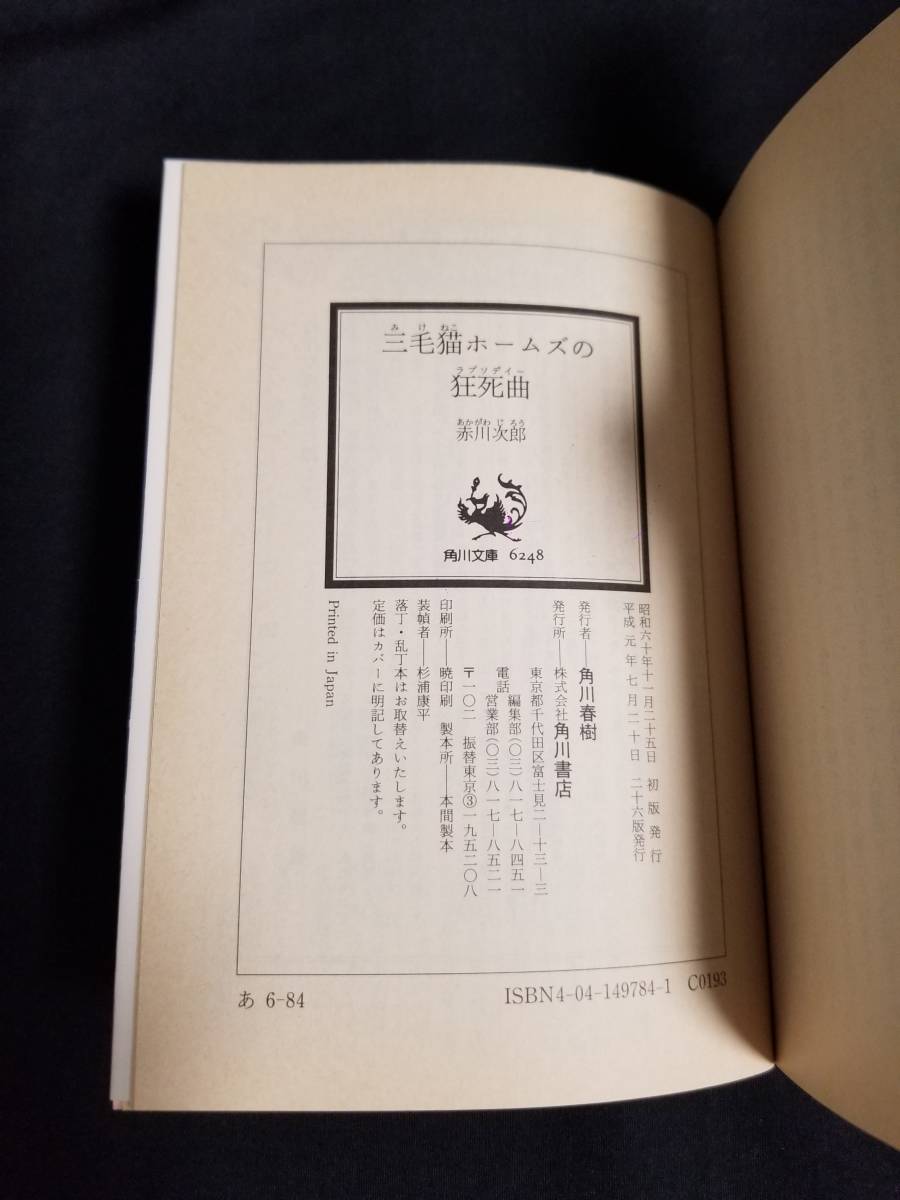 三毛猫ホームズの
狂死曲
赤川次郎
角川文庫 6248
昭和六十年十一月二十五日 初版発行
平成元年七月二十日 二十六版発行
発行者――角川春樹
発行所――株式会社角川書店
東京都千代田区富士見二―十三―三
電話 編集部(〇三)八一七―八四五一
営業部(〇三)八一七―八五二一
〒一〇二 振替東京③一九五二〇八
印刷所――暁印刷 製本所――本間製本
装幀者――杉浦康平
落丁・乱丁本はお取替えいたします。
定価はカバーに明記してあります。
Printed in Japan
あ 6-84
ISBN4-04-149784-1 C0193